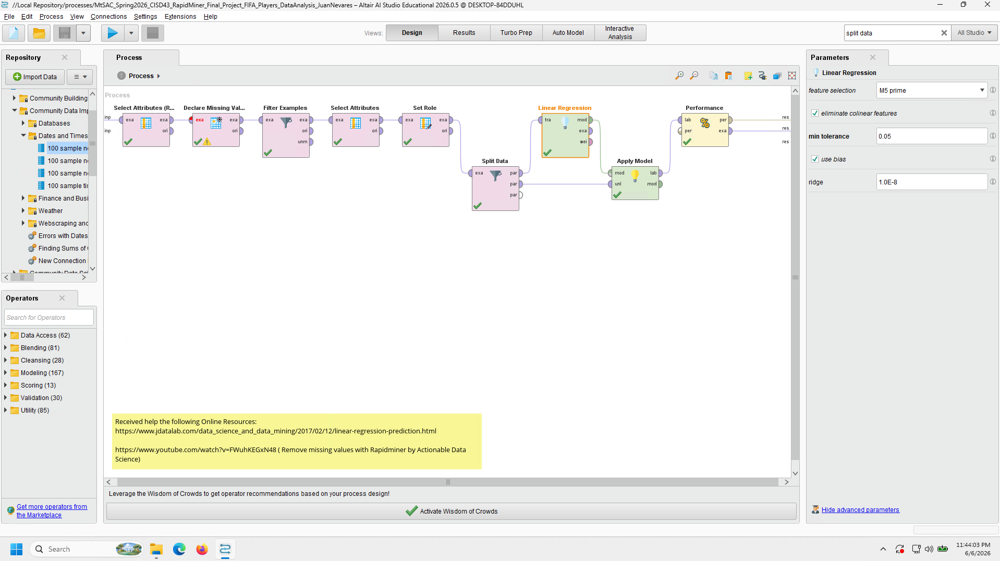 //Local Repository/processes/MtSAC_Spring2026_CISD43_RapidMiner_Final_Project_FIFA_Players_DataAnalysis_JuanNevares – Altair AI Studio Educational 2026.0.5 @ DESKTOP-84DDUHL
File Edit Process View Connections Settings Extensions Help
Views: Design Results Turbo Prep Auto Model Interactive Analysis
split data
All Studio
Repository
Import Data
Community Building
Community Data Imp
Databases
Dates and Times
100 sample ne
100 sample ne
100 sample ne
100 sample tir
Finance and Busi
Weather
Webscraping and
Errors with Dates
Finding Sums of
New Connection
Operators
Search for Operators
Data Access (62)
Blending (81)
Cleansing (28)
Modeling (167)
Scoring (13)
Validation (30)
Utility (85)
Get more operators from
the Marketplace
Process
Process
Process
inp
inp
Select Attributes (R...
exa exa
ori
Declare Missing Val...
exa exa
ori
Filter Examples
exa exa
ori
unm
Select Attributes
exa exa
ori
Set Role
exa exa
ori
Split Data
exa par
par
par
Linear Regression
tra mod
exa
wei
Apply Model
mod lab
unl mod
Performance
% 
lab per
per exa
res
res
res
Received help the following Online Resources:
https://www.jdatalab.com/data_science_and_data_mining/2017/02/12/linear-regression-prediction.html
https://www.youtube.com/watch?v=FWuhKEGxN48 ( Remove missing values with Rapidminer by Actionable Data
Science)
Leverage the Wisdom of Crowds to get operator recommendations based on your process design!
Activate Wisdom of Crowds
Parameters
Linear Regression
feature selection M5 prime
eliminate colinear features
min tolerance 0.05
use bias
ridge 1.0E-8
Hide advanced parameters
Search
11:44:03 PM
6/6/2026